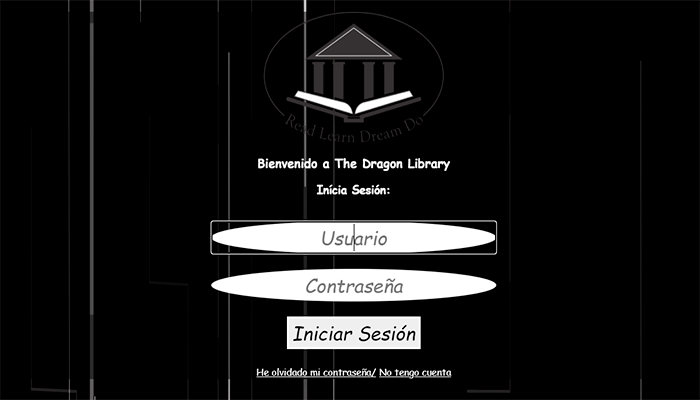 Read Learn Dream Do
Bienvenido a The Dragon Library
Inícia Sesión:
Usuario
Contraseña
Iniciar Sesión
He olvidado mi contraseña/ No tengo cuenta